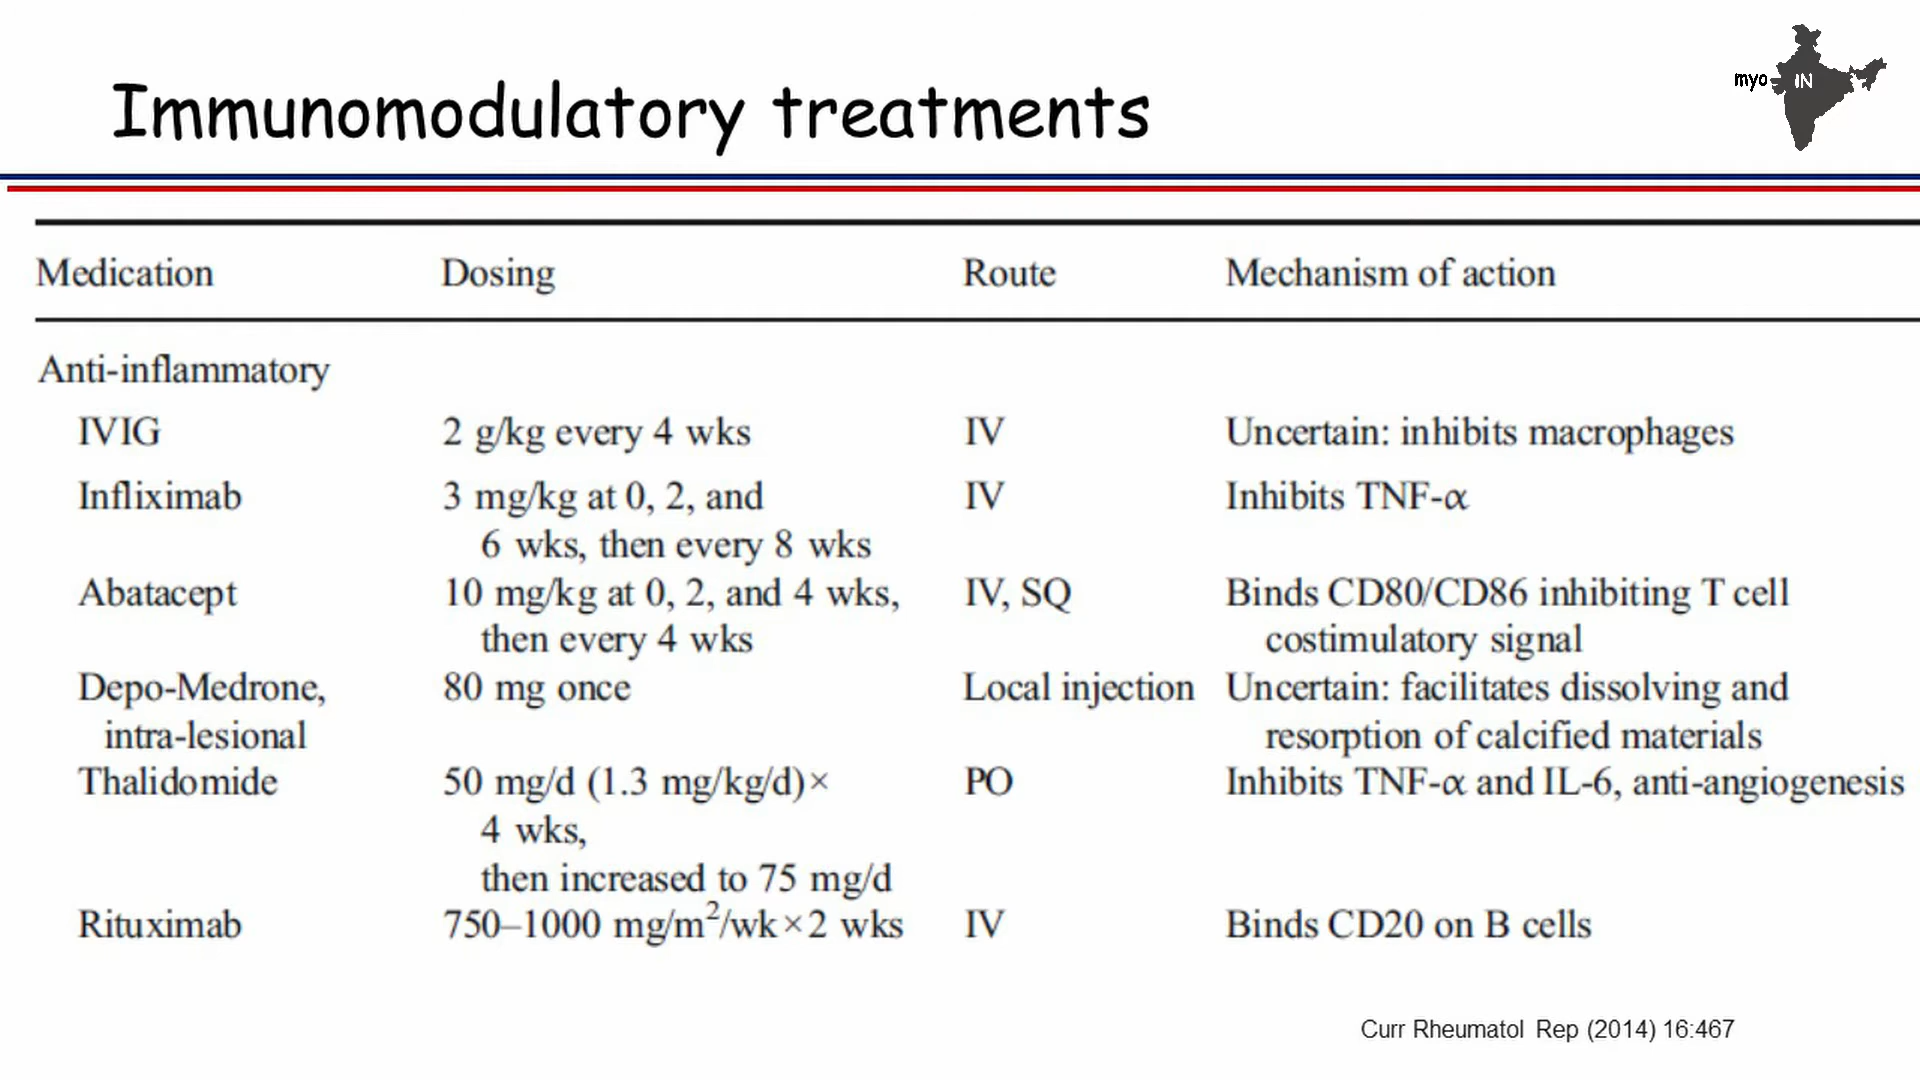 myo-IN
Immunomodulatory treatments
Medication Dosing Route Mechanism of action
Anti-inflammatory
IVIG 2 g/kg every 4 wks IV Uncertain: inhibits macrophages
Infliximab 3 mg/kg at 0, 2, and IV Inhibits TNF-α
6 wks, then every 8 wks
Abatacept 10 mg/kg at 0, 2, and 4 wks, IV, SQ Binds CD80/CD86 inhibiting T cell
then every 4 wks costimulatory signal
Depo-Medrone, 80 mg once Local injection Uncertain: facilitates dissolving and
intra-lesional resorption of calcified materials
Thalidomide 50 mg/d (1.3 mg/kg/d)× PO Inhibits TNF-α and IL-6, anti-angiogenesis
4 wks,
then increased to 75 mg/d
Rituximab 750–1000 mg/m²/wk×2 wks IV Binds CD20 on B cells
Curr Rheumatol Rep (2014) 16:467